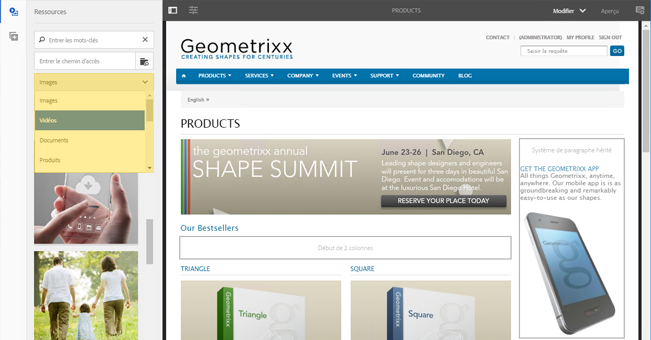 Ressources
Entrer les mots-clés
Entrer le chemin d'accès
Images
Images
Vidéos
Documents
Produits
PRODUCTS
Modifier
Aperçu
Geometrixx
CREATING SHAPES FOR CENTURIES
CONTACT | (ADMINISTRATOR) MY PROFILE SIGN OUT
Saisir la requête
GO
PRODUCTS SERVICES COMPANY EVENTS SUPPORT COMMUNITY BLOG
English »
PRODUCTS
the geometrixx annual
SHAPE SUMMIT
June 23-26 | San Diego, CA
Leading shape designers and engineers
will present for three days in beautiful San
Diego. Event and accomodations will be
at the luxurious San Diego Hotel.
RESERVE YOUR PLACE TODAY
Système de paragraphe hérité
GET THE GEOMETRIXX APP
All things Geometrixx, anytime,
anywhere. Our mobile app is is as
groundbreaking and remarkably
easy-to-use as our shapes.
Our Bestsellers
Début de 2 colonnes
TRIANGLE
SQUARE
Geometrixx
Triangle
Geometrixx
Square